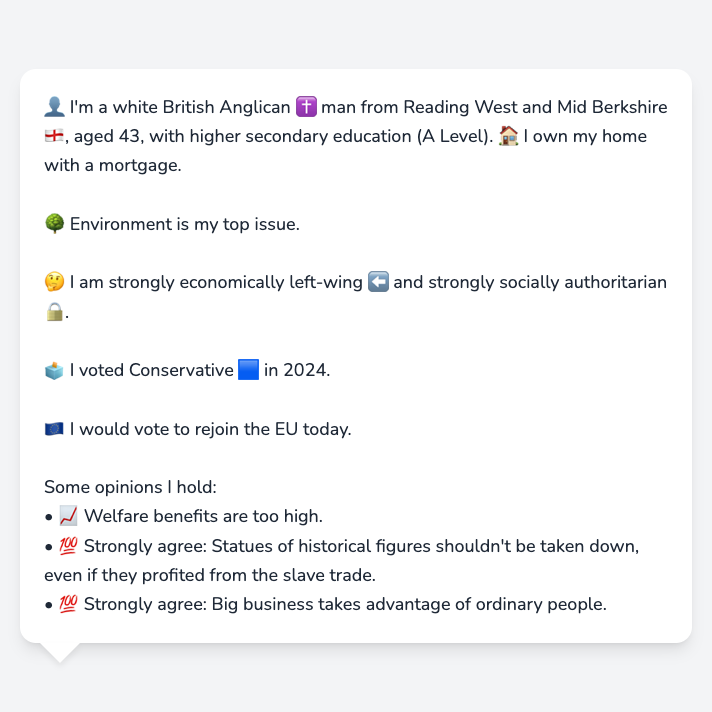 👤 I'm a white British Anglican ✝️ man from Reading West and Mid Berkshire
🏴󠁧󠁢󠁥󠁮󠁧󠁿, aged 43, with higher secondary education (A Level). 🏠 I own my home
with a mortgage.
🌳 Environment is my top issue.
🤔 I am strongly economically left-wing ⬅️ and strongly socially authoritarian
🔒.
🗳️ I voted Conservative 🟦 in 2024.
🇪🇺 I would vote to rejoin the EU today.
Some opinions I hold:
• 📈 Welfare benefits are too high.
• 💯 Strongly agree: Statues of historical figures shouldn't be taken down,
even if they profited from the slave trade.
• 💯 Strongly agree: Big business takes advantage of ordinary people.